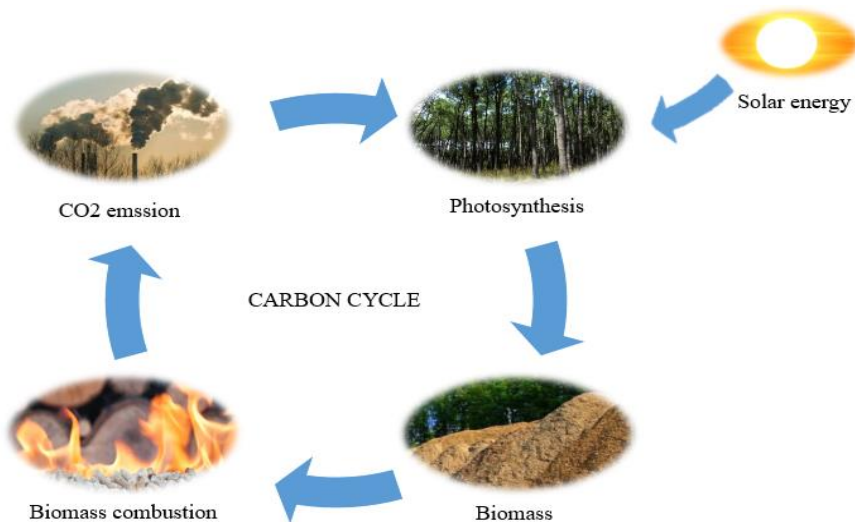 Solar energy
CO2 emssion
Photosynthesis
CARBON CYCLE
Biomass combustion
Biomass